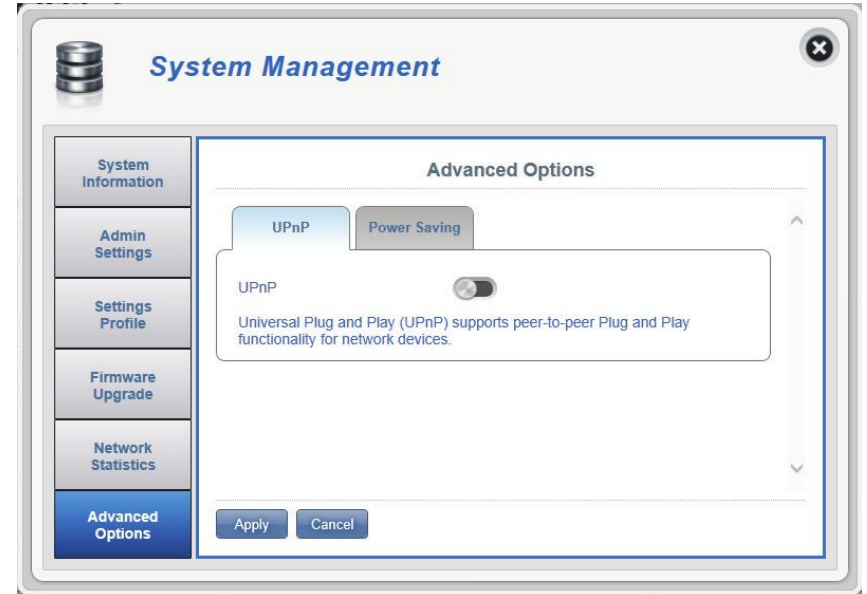 System Management
System
Information
Admin
Settings
Settings
Profile
Firmware
Upgrade
Network
Statistics
Advanced
Options
Advanced Options
UPnP
Power Saving
UPnP
Universal Plug and Play (UPnP) supports peer-to-peer Plug and Play
functionality for network devices.
Apply
Cancel